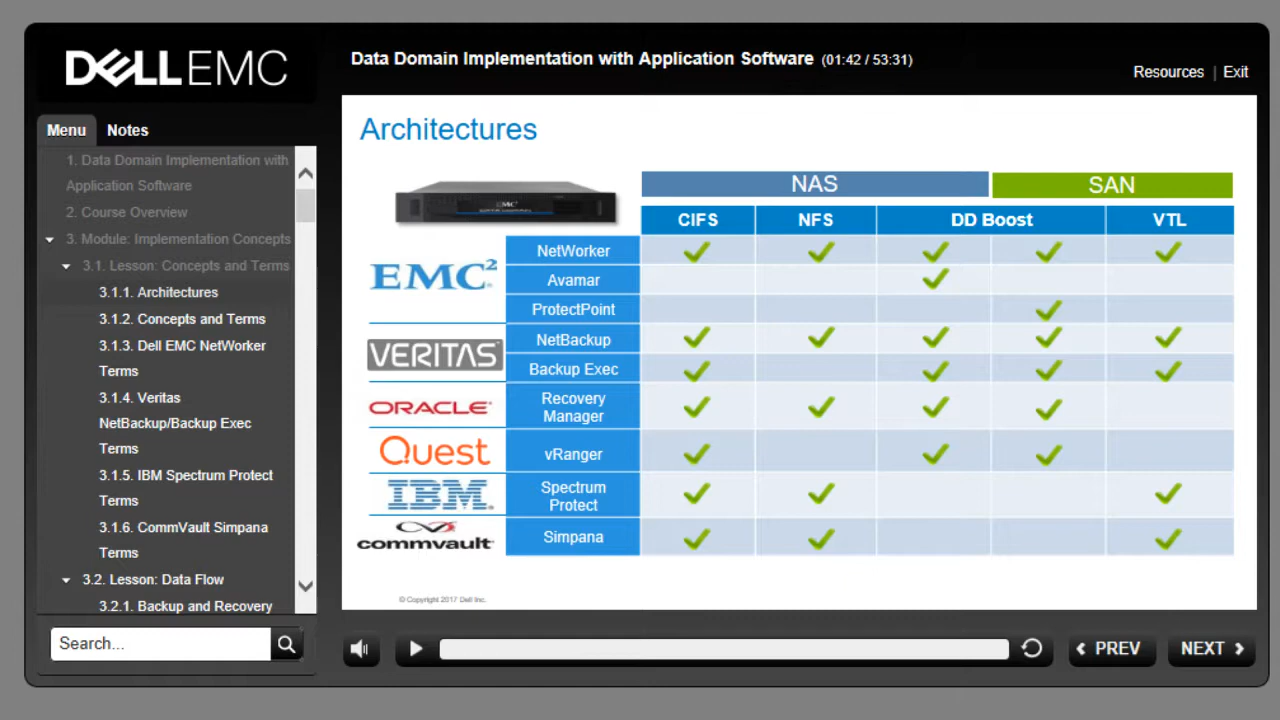 DELLEMC
Data Domain Implementation with Application Software (01:42 / 53:31)
Resources | Exit
Menu
Notes
1. Data Domain Implementation with
Application Software
2. Course Overview
3. Module: Implementation Concepts
3.1. Lesson: Concepts and Terms
3.1.1. Architectures
3.1.2. Concepts and Terms
3.1.3. Dell EMC NetWorker
Terms
3.1.4. Veritas
NetBackup/Backup Exec
Terms
3.1.5. IBM Spectrum Protect
Terms
3.1.6. CommVault Simpana
Terms
3.2. Lesson: Data Flow
3.2.1. Backup and Recovery
Search...
Architectures
EMC²
NAS
SAN
CIFS
NFS
DD Boost
VTL
EMC²
NetWorker
Avamar
ProtectPoint
VERITAS
NetBackup
Backup Exec
ORACLE
Recovery
Manager
Quest
vRanger
IBM
Spectrum
Protect
commvault
Simpana
© Copyright 2017 Dell Inc.
PREV
NEXT